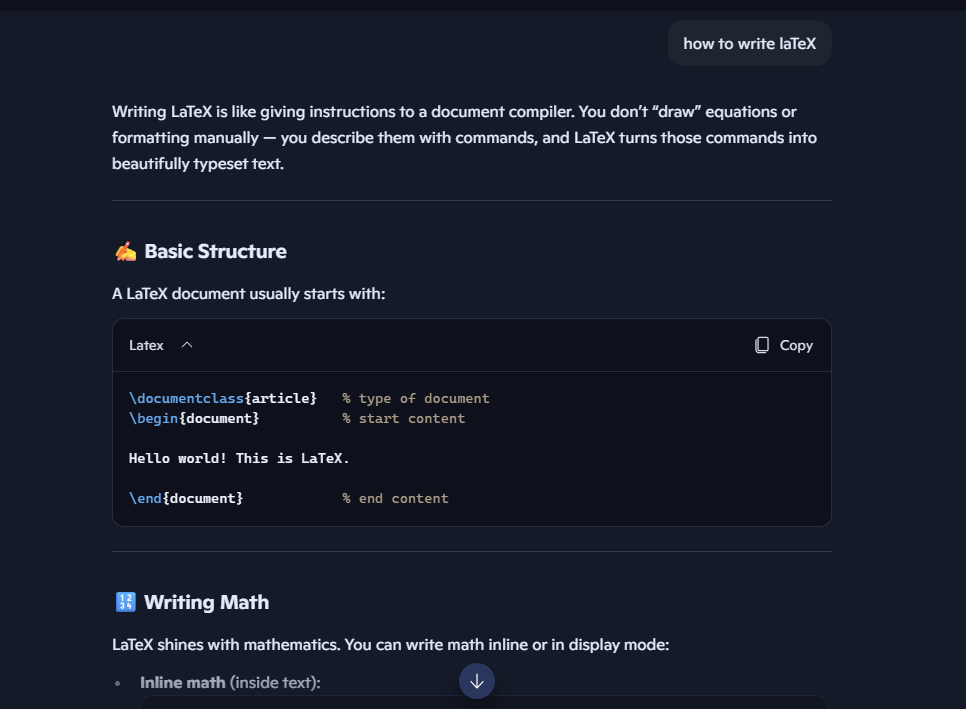 how to write laTeX
Writing LaTeX is like giving instructions to a document compiler. You don’t “draw” equations or
formatting manually — you describe them with commands, and LaTeX turns those commands into
beautifully typeset text.
✍️ Basic Structure
A LaTeX document usually starts with:
Latex Copy
\documentclass{article}   % type of document
\begin{document}          % start content
Hello world! This is LaTeX.
\end{document}            % end content
🔢 Writing Math
LaTeX shines with mathematics. You can write math inline or in display mode:
• Inline math (inside text):